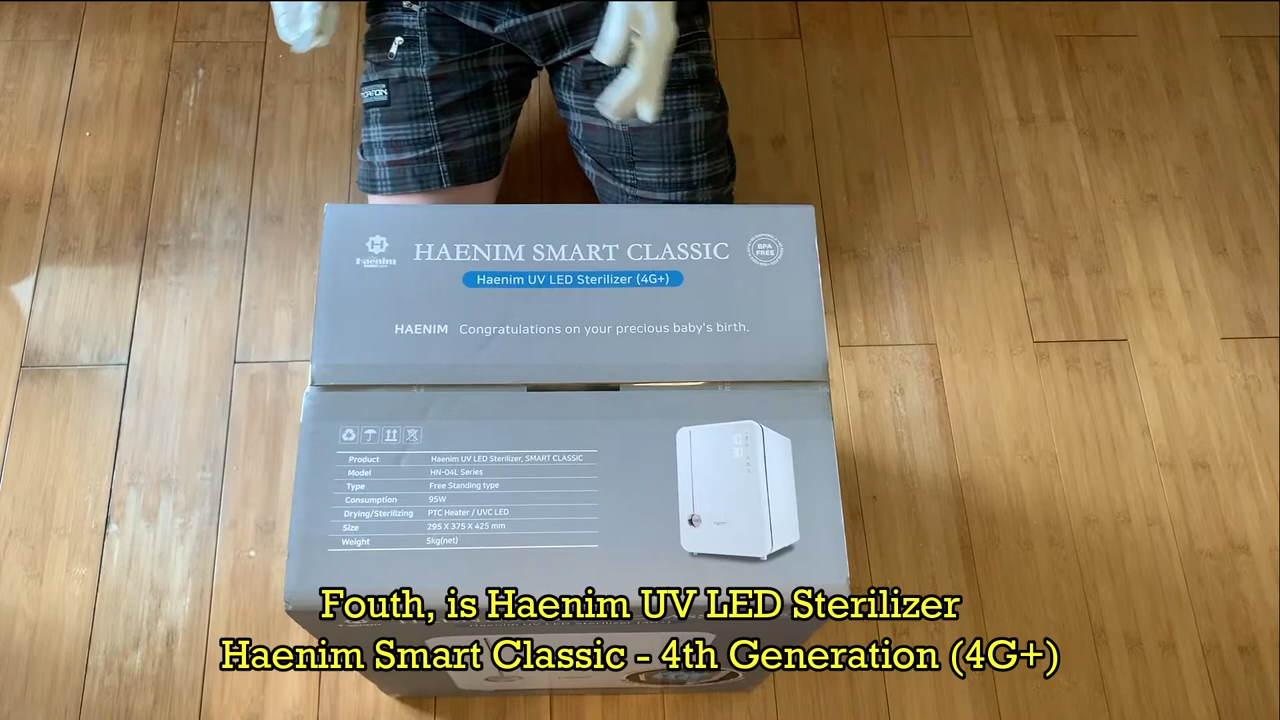 HAENIM SMART CLASSIC
Haenim
BPA FREE
Haenim UV LED Sterilizer (4G+)
HAENIM Congratulations on your precious baby's birth.
Product Haenim UV LED Sterilizer, SMART CLASSIC
Model HN-04L Series
Type Free Standing type
Consumption 95W
Drying/Sterilizing PTC Heater / UVC LED
Size 295 X 375 X 425 mm
Weight 5kg(net)
Fouth, is Haenim UV LED Sterilizer
Haenim Smart Classic - 4th Generation (4G+)